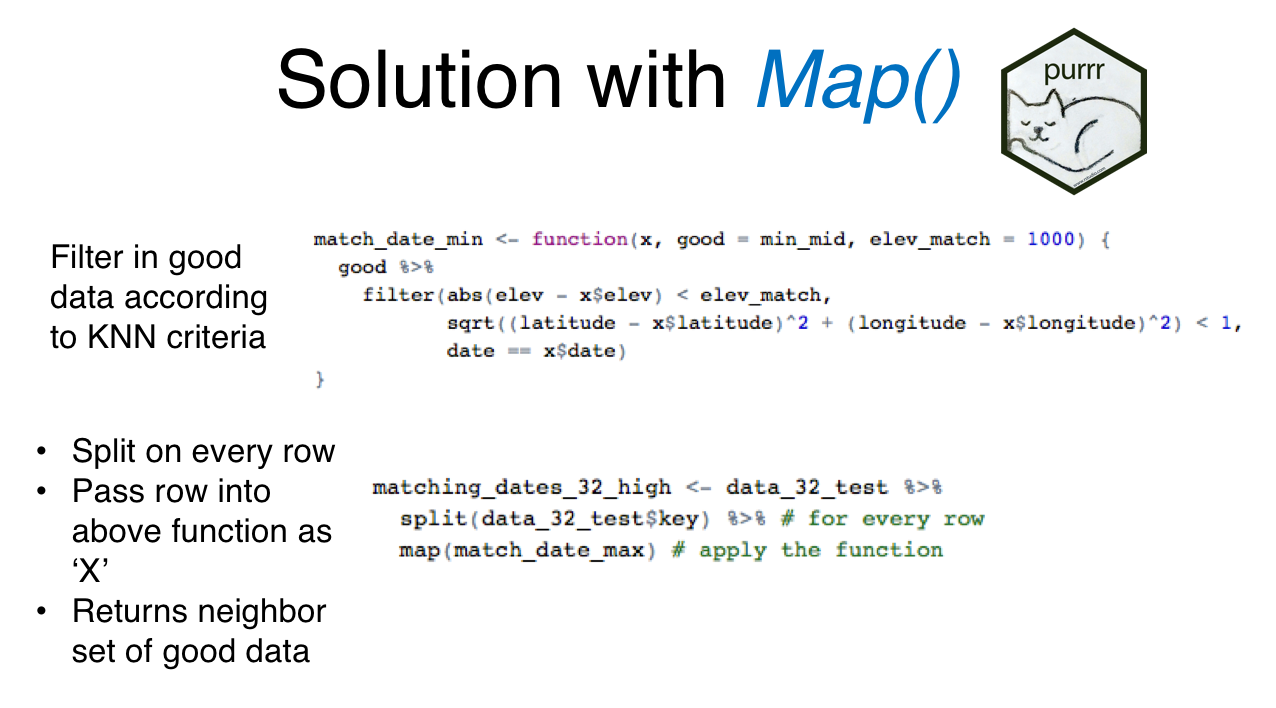 Solution with Map()
purrr
Filter in good
data according
to KNN criteria
match_date_min <- function(x, good = min_mid, elev_match = 1000) {
  good %>%
    filter(abs(elev - x$elev) < elev_match,
           sqrt((latitude - x$latitude)^2 + (longitude - x$longitude)^2) < 1,
           date == x$date)
}
• Split on every row
• Pass row into
above function as
‘X’
• Returns neighbor
set of good data
matching_dates_32_high <- data_32_test %>%
  split(data_32_test$key) %>% # for every row
  map(match_date_max) # apply the function